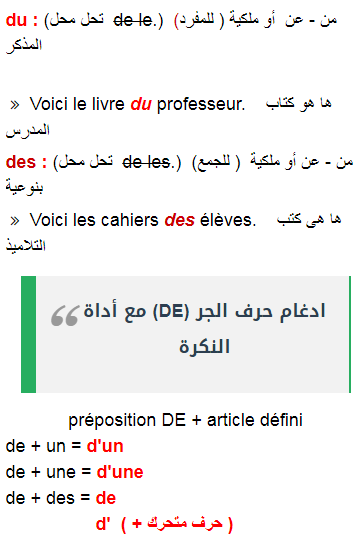 du : (تحل محل de le.) (للمفرد ) من - عن أو ملكية
المذكر
» Voici le livre du professeur. ها هو كتاب
المدرس
des : (تحل محل de les.) (للجمع ) من - عن أو ملكية
بنوعية
» Voici les cahiers des élèves. ها هى كتب
التلاميذ
ادغام حرف الجر (DE) مع أداة
النكرة
préposition DE + article défini
de + un = d'un
de + une = d'une
de + des = de
d' ( + حرف متحرك )